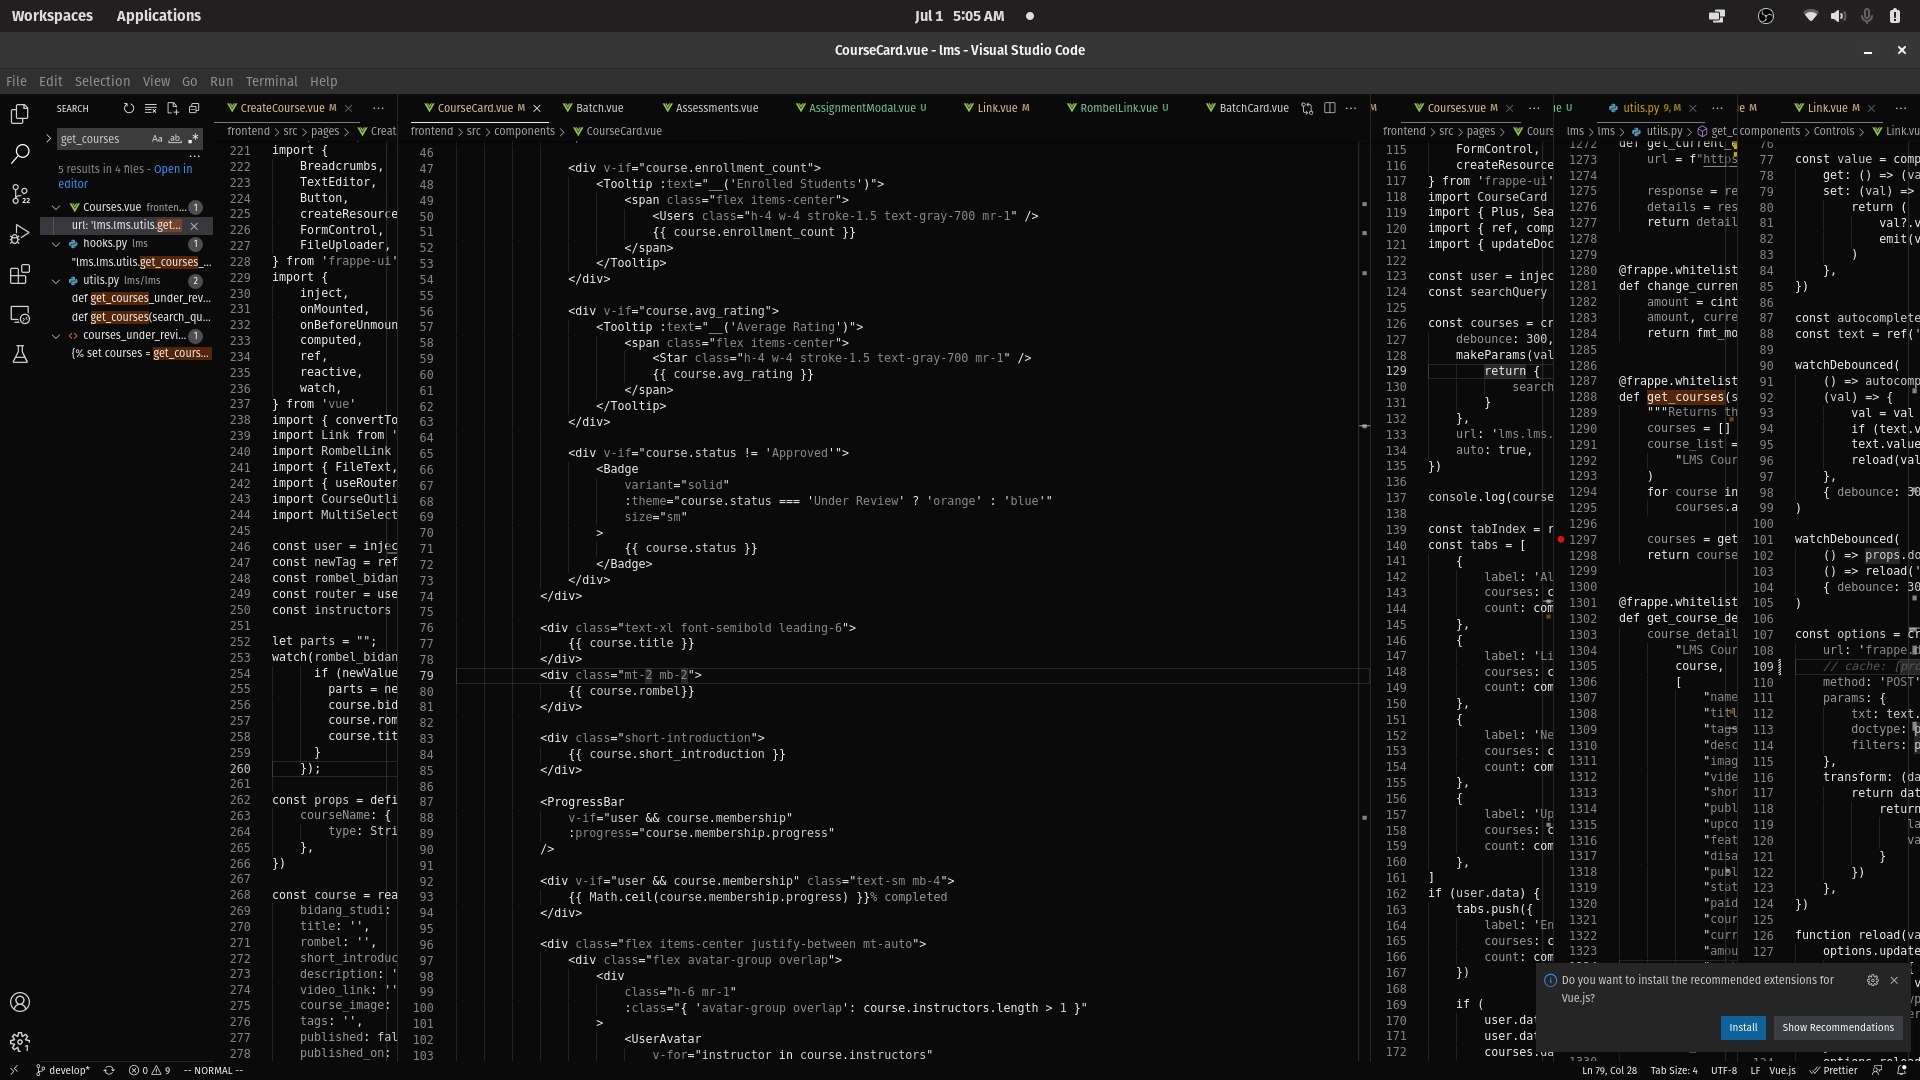 Workspaces Applications Jul 1 5:05 AM
CourseCard.vue - lms - Visual Studio Code
File Edit Selection View Go Run Terminal Help
SEARCH
get_courses
5 results in 4 files - Open in
editor
Courses.vue fronten... 1
url: 'lms.lms.utils.get...
hooks.py lms 1
"lms.lms.utils.get_courses_...
utils.py lms/lms 2
def get_courses_under_rev...
def get_courses(search_qu...
courses_under_revi... 1
{% set courses = get_cours...
CreateCourse.vue M
frontend > src > pages > Creat
221 import {
222 Breadcrumbs,
223 TextEditor,
224 Button,
225 createResource
226 FormControl,
227 FileUploader,
228 } from 'frappe-ui'
229 import {
230 inject,
231 onMounted,
232 onBeforeUnmoun
233 computed,
234 ref,
235 reactive,
236 watch,
237 } from 'vue'
238 import { convertTo
239 import Link from '
240 import RombelLink
241 import { FileText,
242 import { useRouter
243 import CourseOutli
244 import MultiSelect
245
246 const user = injec
247 const newTag = ref
248 const rombel_bidan
249 const router = use
250 const instructors
251
252 let parts = "";
253 watch(rombel_bidan
254 if (newValue
255 parts = ne
256 course.bid
257 course.rom
258 course.tit
259 }
260 });
261
262 const props = defi
263 courseName: {
264 type: Stri
265 },
266 })
267
268 const course = rea
269 bidang_studi:
270 title: '',
271 rombel: '',
272 short_introduc
273 description: '
274 video_link: ''
275 course_image:
276 tags: '',
277 published: fal
278 published_on:
CourseCard.vue M Batch.vue Assessments.vue AssignmentModal.vue U Link.vue M RombelLink.vue U BatchCard.vue
frontend > src > components > CourseCard.vue
46
47 <div v-if="course.enrollment_count">
48 <Tooltip :text="__('Enrolled Students')">
49 <span class="flex items-center">
50 <Users class="h-4 w-4 stroke-1.5 text-gray-700 mr-1" />
51 {{ course.enrollment_count }}
52 </span>
53 </Tooltip>
54 </div>
55
56 <div v-if="course.avg_rating">
57 <Tooltip :text="__('Average Rating')">
58 <span class="flex items-center">
59 <Star class="h-4 w-4 stroke-1.5 text-gray-700 mr-1" />
60 {{ course.avg_rating }}
61 </span>
62 </Tooltip>
63 </div>
64
65 <div v-if="course.status != 'Approved'">
66 <Badge
67 variant="solid"
68 :theme="course.status === 'Under Review' ? 'orange' : 'blue'"
69 size="sm"
70 >
71 {{ course.status }}
72 </Badge>
73 </div>
74 </div>
75
76 <div class="text-xl font-semibold leading-6">
77 {{ course.title }}
78 </div>
79 <div class="mt-2 mb-2">
80 {{ course.rombel}}
81 </div>
82
83 <div class="short-introduction">
84 {{ course.short_introduction }}
85 </div>
86
87 <ProgressBar
88 v-if="user && course.membership"
89 :progress="course.membership.progress"
90 />
91
92 <div v-if="user && course.membership" class="text-sm mb-4">
93 {{ Math.ceil(course.membership.progress) }}% completed
94 </div>
95
96 <div class="flex items-center justify-between mt-auto">
97 <div class="flex avatar-group overlap">
98 <div
99 class="h-6 mr-1"
100 :class="{ 'avatar-group overlap': course.instructors.length > 1 }"
101 >
102 <UserAvatar
103 v-for="instructor in course.instructors"
M Courses.vue M
frontend > src > pages > Cours
115 FormControl,
116 createResource
117 } from 'frappe-ui'
118 import CourseCard
119 import { Plus, Sea
120 import { ref, comp
121 import { updateDoc
122
123 const user = injec
124 const searchQuery
125
126 const courses = cr
127 debounce: 300,
128 makeParams(val
129 return {
130 search
131 }
132 },
133 url: 'lms.lms.
134 auto: true,
135 })
136
137 console.log(course
138
139 const tabIndex = r
140 const tabs = [
141 {
142 label: 'Al
143 courses: c
144 count: com
145 },
146 {
147 label: 'Li
148 courses: c
149 count: com
150 },
151 {
152 label: 'Ne
153 courses: c
154 count: com
155 },
156 {
157 label: 'Up
158 courses: c
159 count: com
160 },
161 ]
162 if (user.data) {
163 tabs.push({
164 label: 'En
165 courses: c
166 count: com
167 })
168
169 if (
170 user.dat
171 user.dat
172 courses.da
ue U utils.py 9, M
lms > lms > utils.py > get_c
1272 def get_current_
1273 url = f"https
1275 response = re
1276 details = res
1277 return detail
1278
1279
1280 @frappe.whitelist
1281 def change_curren
1282 amount = cint
1283 amount, curre
1284 return fmt_mo
1285
1286
1287 @frappe.whitelist
1288 def get_courses(s
1289 """Returns th
1290 courses = []
1291 course_list =
1292 "LMS Cour
1293 )
1294 for course in
1295 courses.a
1296
1297 courses = get
1298 return course
1299
1300
1301 @frappe.whitelist
1302 def get_course_de
1303 course_detail
1304 "LMS Cour
1305 course,
1306 [
1307 "name
1308 "titl
1309 "tags
1310 "desc
1311 "imag
1312 "vide
1313 "shor
1314 "publ
1315 "upco
1316 "feat
1317 "disa
1318 "publ
1319 "stat
1320 "paid
1321 "cour
1322 "curr
1323 "amou
ue M Link.vue M
components > Controls > Link.vu
76
77 const value = comp
78 get: () => (va
79 set: (val) =>
80 return (
81 val?.
82 emit(v
83 )
84 },
85 })
86
87 const autocomplete
88 const text = ref('
89
90 watchDebounced(
91 () => autocomp
92 (val) => {
93 val = val
94 if (text.v
95 text.value
96 reload(val
97 },
98 { debounce: 30
99 )
100
101 watchDebounced(
102 () => props.do
103 () => reload('
104 { debounce: 30
105 )
106
107 const options = cr
108 url: 'frappe.d
109 // cache: [pro
110 method: 'POST'
111 params: {
112 txt: text.
113 doctype: p
114 filters: p
115 },
116 transform: (da
117 return dat
118 return
119 la
120 va
121 }
122 })
123 },
124 })
125
126 function reload(va
127 options.update
Do you want to install the recommended extensions for
Vue.js?
Install Show Recommendations
develop* 0 9 -- NORMAL -- Ln 79, Col 28 Tab Size: 4 UTF-8 LF Vue.js Prettier